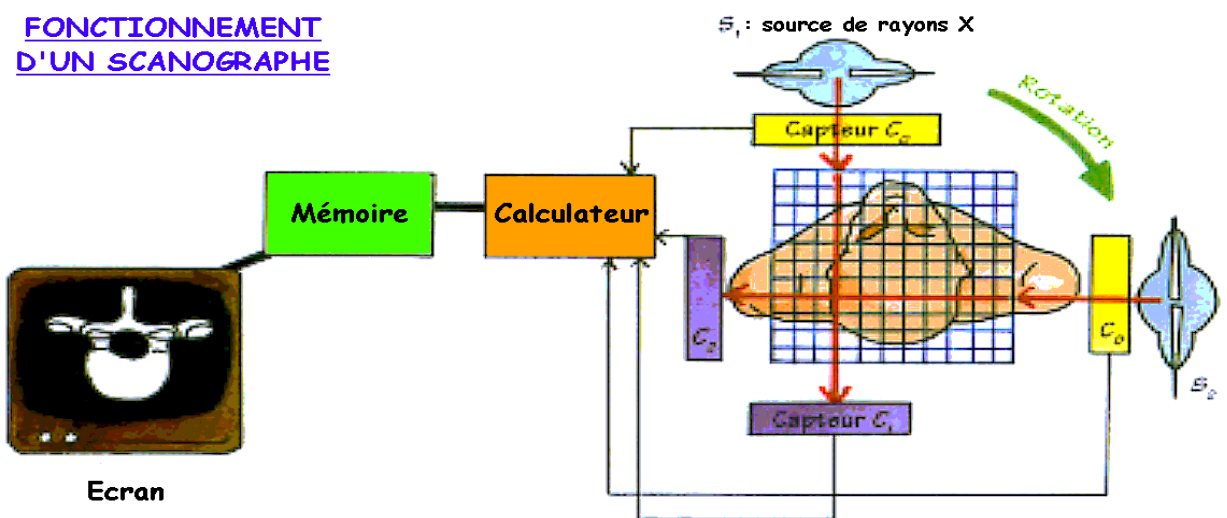 FONCTIONNEMENT
D'UN SCANOGRAPHE
S₁: source de rayons X
Rotation
Capteur C₀
Mémoire
Calculateur
C₂
C₀
S₂
Capteur C₁
Ecran